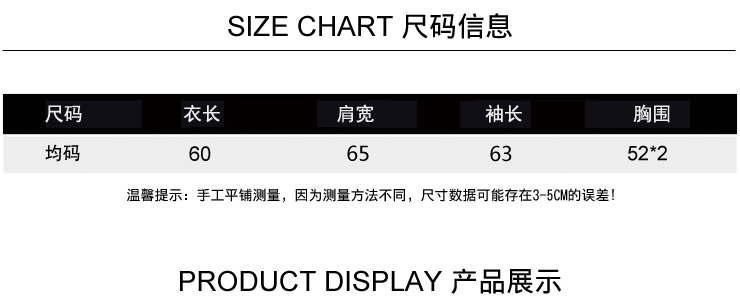 SIZE CHART 尺码信息
尺码 衣长 肩宽 袖长 胸围
均码 60 65 63 52*2
温馨提示：手工平铺测量，因为测量方法不同，尺寸数据可能存在3-5CM的误差！
PRODUCT DISPLAY 产品展示